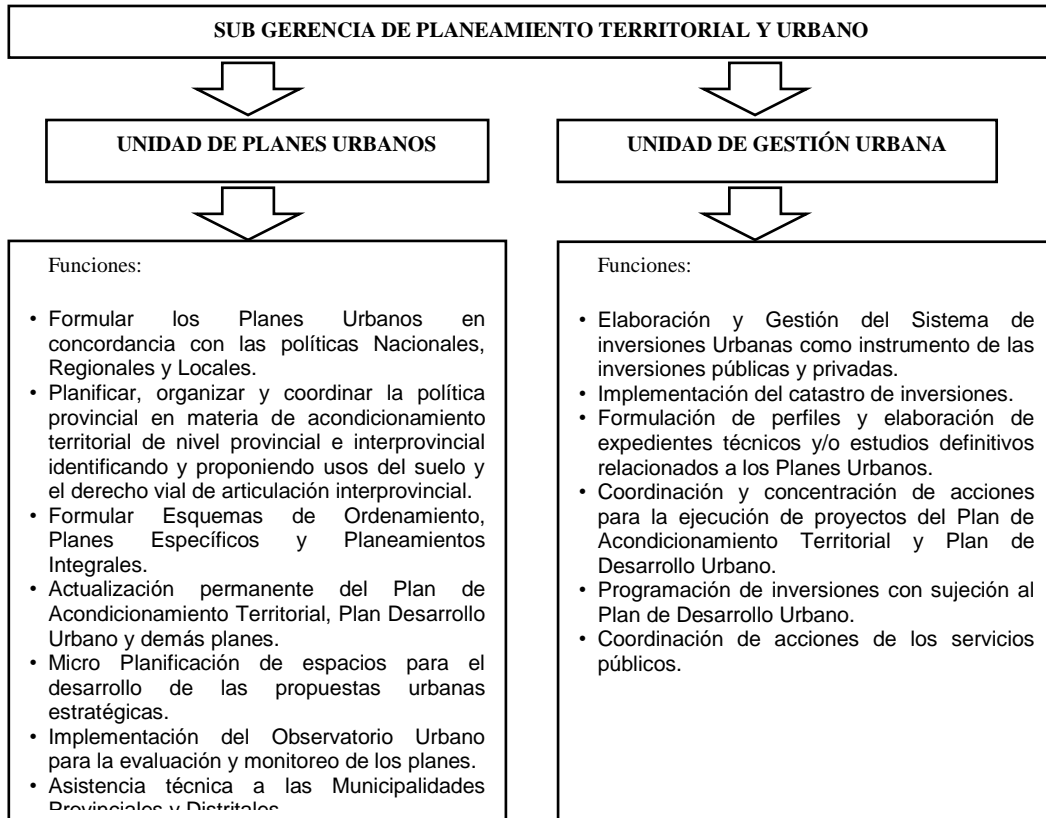 SUB GERENCIA DE PLANEAMIENTO TERRITORIAL Y URBANO
UNIDAD DE PLANES URBANOS
UNIDAD DE GESTIÓN URBANA
Funciones:
• Formular los Planes Urbanos en
concordancia con las políticas Nacionales,
Regionales y Locales.
• Planificar, organizar y coordinar la política
provincial en materia de acondicionamiento
territorial de nivel provincial e interprovincial
identificando y proponiendo usos del suelo y
el derecho vial de articulación interprovincial.
• Formular Esquemas de Ordenamiento,
Planes Específicos y Planeamientos
Integrales.
• Actualización permanente del Plan de
Acondicionamiento Territorial, Plan Desarrollo
Urbano y demás planes.
• Micro Planificación de espacios para el
desarrollo de las propuestas urbanas
estratégicas.
• Implementación del Observatorio Urbano
para la evaluación y monitoreo de los planes.
• Asistencia técnica a las Municipalidades
Provinciales y Distritales
Funciones:
• Elaboración y Gestión del Sistema de
inversiones Urbanas como instrumento de las
inversiones públicas y privadas.
• Implementación del catastro de inversiones.
• Formulación de perfiles y elaboración de
expedientes técnicos y/o estudios definitivos
relacionados a los Planes Urbanos.
• Coordinación y concentración de acciones
para la ejecución de proyectos del Plan de
Acondicionamiento Territorial y Plan de
Desarrollo Urbano.
• Programación de inversiones con sujeción al
Plan de Desarrollo Urbano.
• Coordinación de acciones de los servicios
públicos.